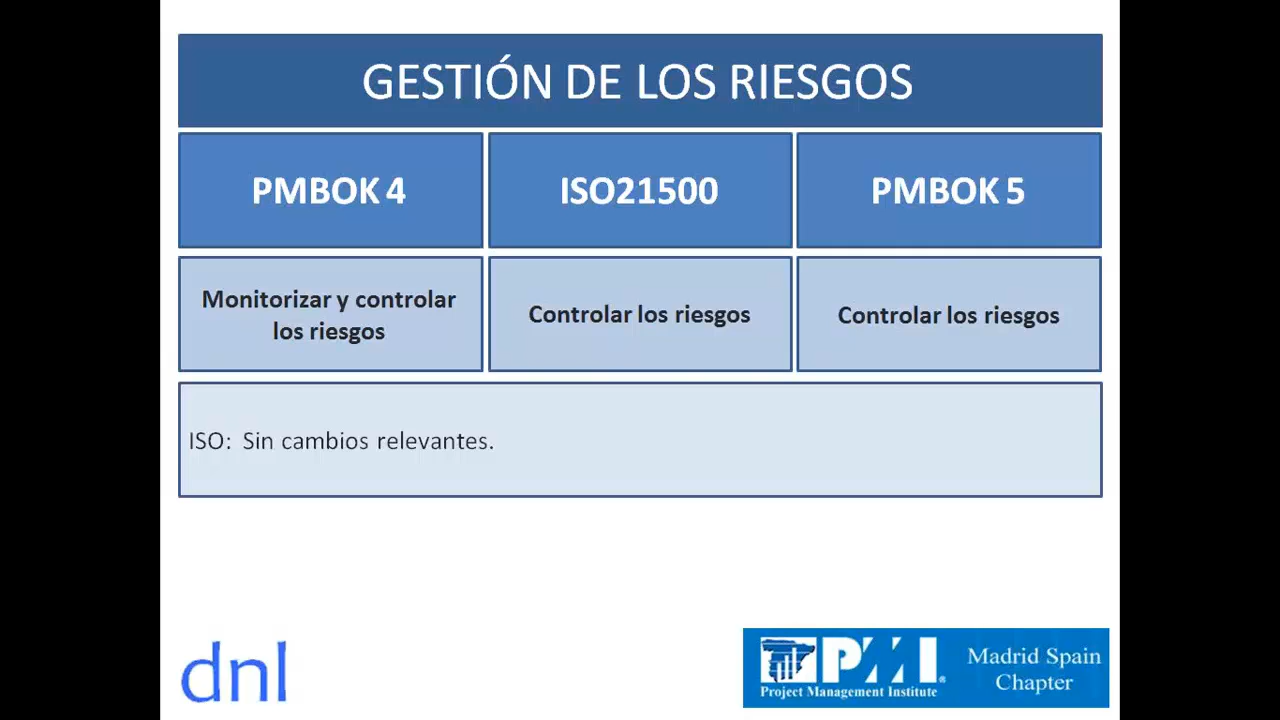 GESTIÓN DE LOS RIESGOS
PMBOK 4
ISO21500
PMBOK 5
Monitorizar y controlar
los riesgos
Controlar los riesgos
Controlar los riesgos
ISO: Sin cambios relevantes.
dnl
PMI®
Project Management Institute
Madrid Spain
Chapter